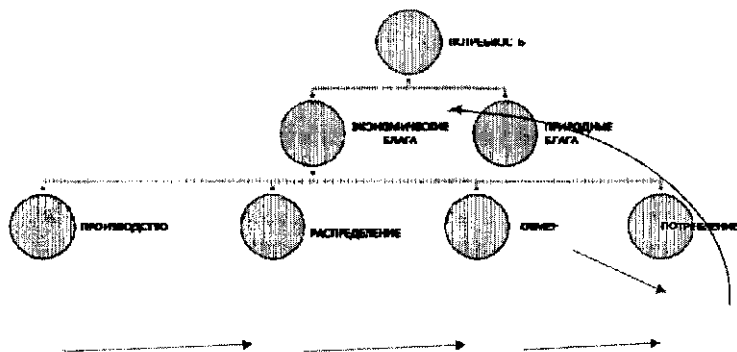 ПОТРЕБНОСТЬ
ЭКОНОМИЧЕСКИЕ
БЛАГА
ПРИРОДНЫЕ
БЛАГА
ПРОИЗВОДСТВО
РАСПРЕДЕЛЕНИЕ
ОБМЕН
ПОТРЕБЛЕНИЕ